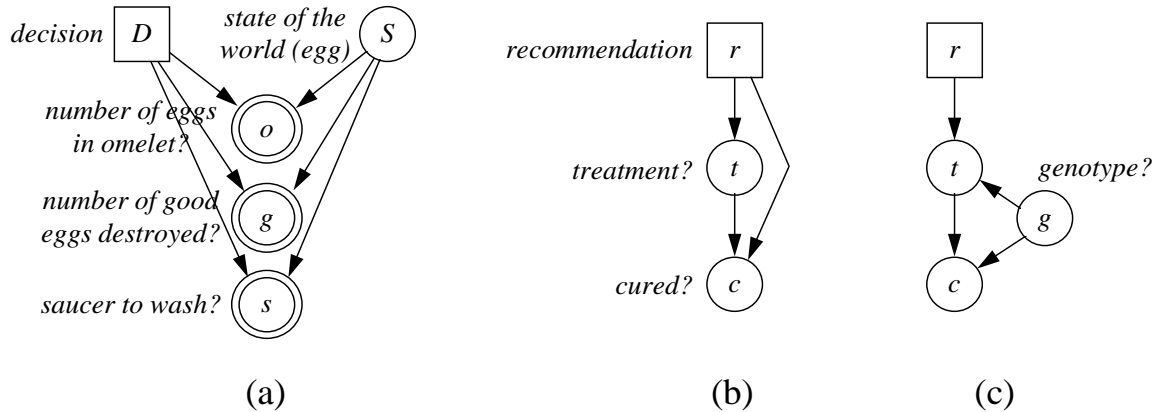 decision
D
state of the
world (egg)
S
number of eggs
in omelet?
o
number of good
eggs destroyed?
g
saucer to wash?
s
(a)
recommendation
r
treatment?
t
cured?
c
(b)
r
t
genotype?
g
c
(c)